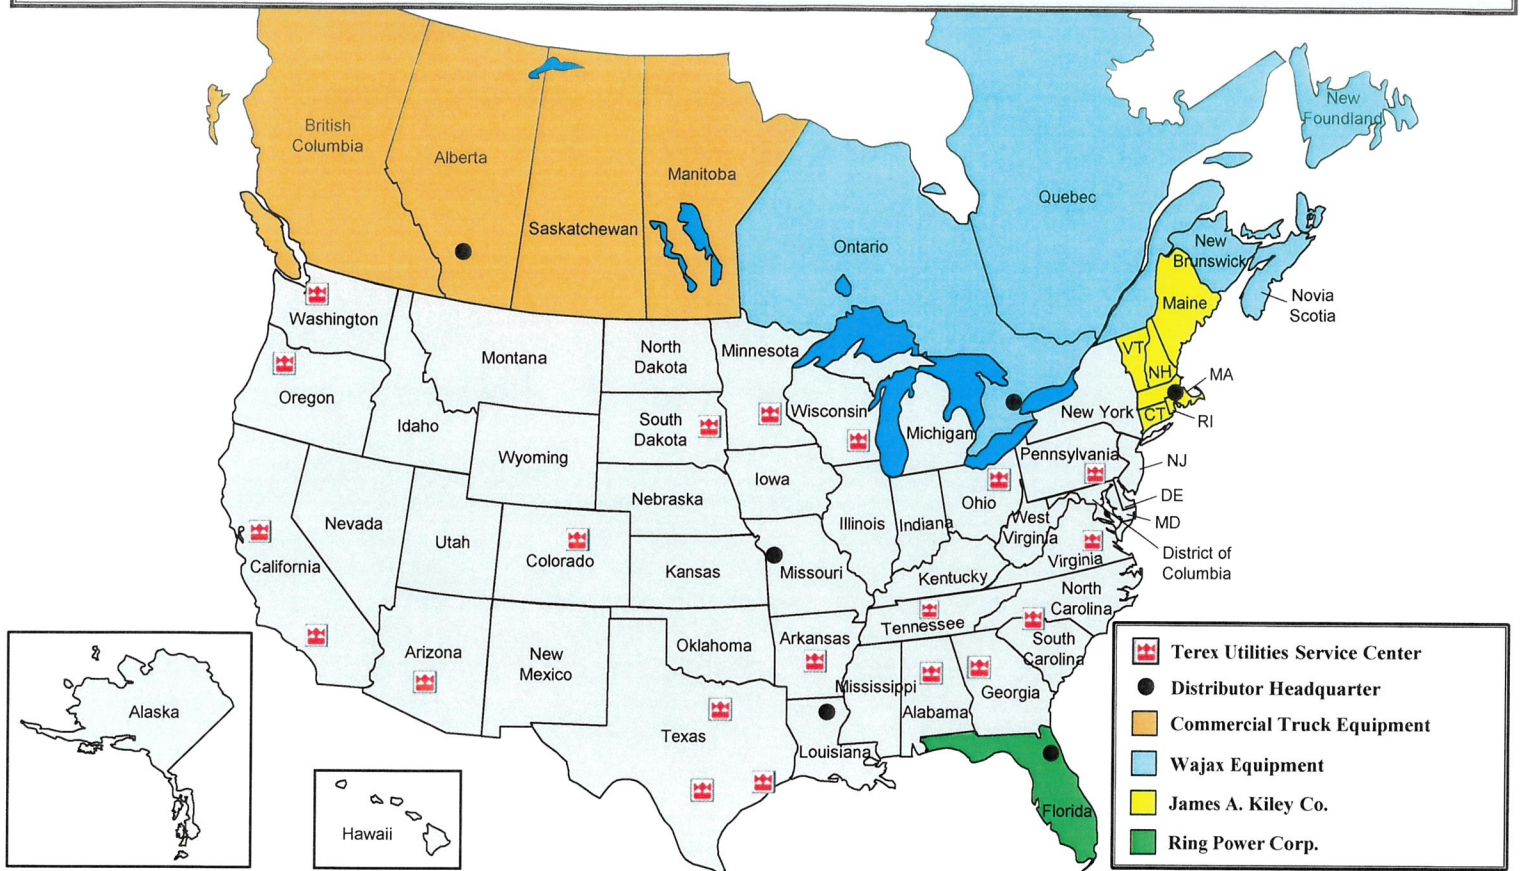 British
Columbia
Alberta
Saskatchewan
Manitoba
Ontario
Quebec
New
Foundland
New
Brunswick
Novia
Scotia
Maine
VT
NH
MA
CT
RI
Washington
Oregon
Idaho
Montana
North
Dakota
South
Dakota
Minnesota
Wisconsin
Michigan
New York
Pennsylvania
NJ
DE
MD
District of
Columbia
Wyoming
Nebraska
Iowa
Illinois
Indiana
Ohio
West
Virginia
Virginia
Nevada
Utah
Colorado
Kansas
Missouri
Kentucky
California
Arizona
New
Mexico
Oklahoma
Arkansas
Tennessee
North
Carolina
South
Carolina
Mississippi
Alabama
Georgia
Texas
Louisiana
Florida
Alaska
Hawaii
Terex Utilities Service Center
Distributor Headquarter
Commercial Truck Equipment
Wajax Equipment
James A. Kiley Co.
Ring Power Corp.